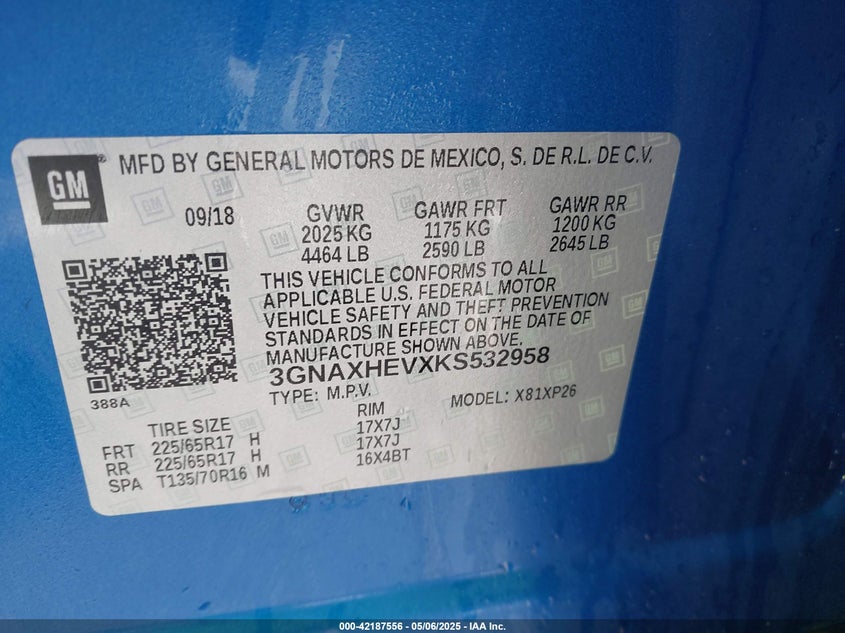 GM
® MFD BY GENERAL MOTORS DE MEXICO, S. DE R.L. DE C.V.
09/18 GVWR GAWR FRT GAWR RR
2025 KG 1175 KG 1200 KG
4464 LB 2590 LB 2645 LB
THIS VEHICLE CONFORMS TO ALL
APPLICABLE U.S. FEDERAL MOTOR
VEHICLE SAFETY AND THEFT PREVENTION
STANDARDS IN EFFECT ON THE DATE OF
MANUFACTURE SHOWN ABOVE.
3GNAXHEVXKS532958
388A TYPE: M.P.V. MODEL: X81XP26
TIRE SIZE RIM
FRT 225/65R17 H 17X7J
RR 225/65R17 H 17X7J
SPA T135/70R16 M 16X4BT
000-42187556 - 05/06/2025 - IAA Inc.